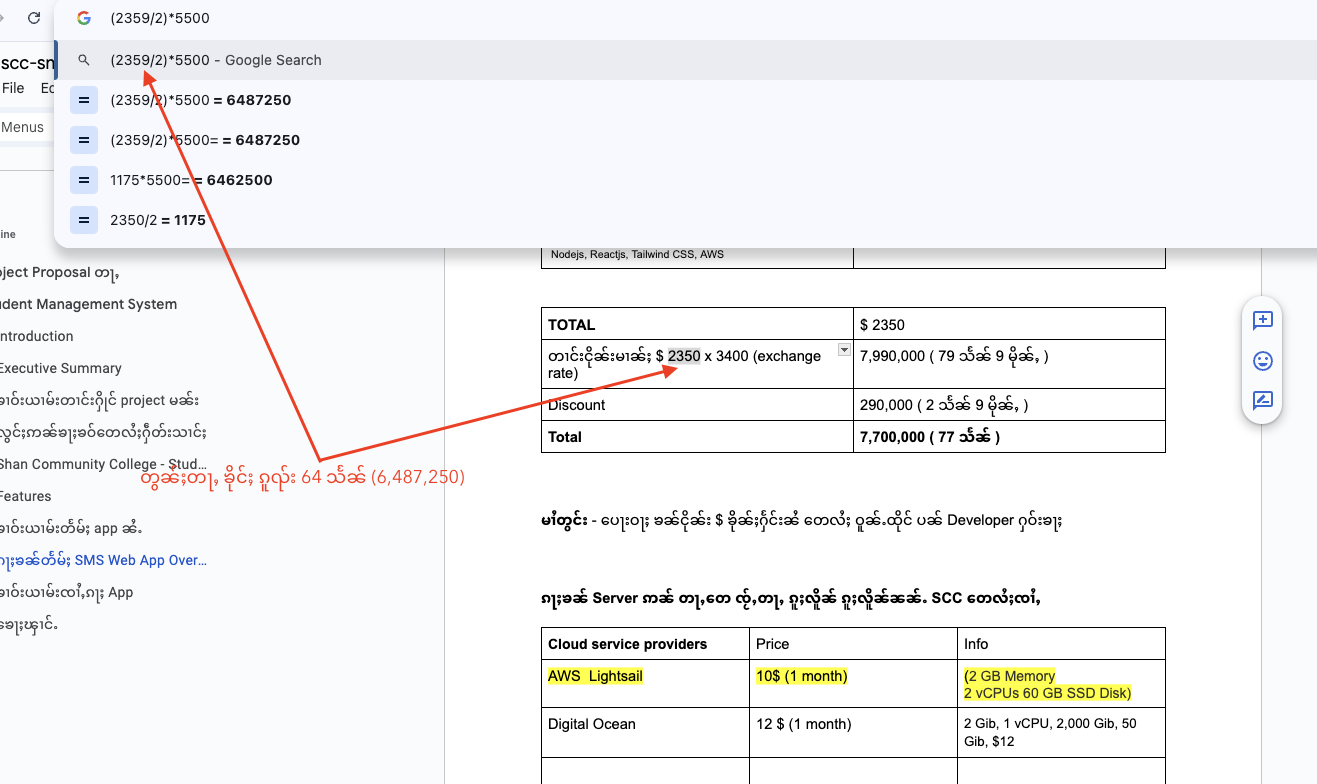 (2359/2)*5500
(2359/2)*5500 - Google Search
(2359/2)*5500 = 6487250
(2359/2)*5500= = 6487250
1175*5500= = 6462500
2350/2 = 1175
scc-sn
File
Menus
ine
oject Proposal တႃႇ
udent Management System
ntroduction
Executive Summary
ၶၢဝ်းယၢမ်းတၢင်းႁိုင် project မၼ်း
လွင်ႈဢၼ်ၶႃႈၶဝ်တေလႆႈႁဵတ်းသၢင်ႈ
Shan Community College - Stud...
Features
ၶၢဝ်းယၢမ်းတႅမ်ႈ app ၼႆႉ
ၵႃႈၶၼ်တႅမ်ႈ SMS Web App Over...
ၶၢဝ်းယၢမ်းၸႂ်ႉၵႃႈ App
Nodejs, Reactjs, Tailwind CSS, AWS
TOTAL
$ 2350
တၢင်းငိုၼ်းမၢၼ်ႈ $ 2350 x 3400 (exchange
rate)
7,990,000 ( 79 သႅၼ် 9 မိုၼ်ႇ )
Discount
290,000 ( 2 သႅၼ် 9 မိုၼ်ႇ )
Total
7,700,000 ( 77 သႅၼ် )
တွၼ်ႈတႃႇ ၶိုင်ႈ ၵူၺ်း 64 သႅၼ် (6,487,250)
မၢႆတွင်း - ပေႃးဝႃႈ ၶၼ်ငိုၼ်း $ ၶိုၼ်ႈႁႅင်းၼႆ တေလႆႈ ဝူၼ်ႉထိုင် ပၼ် Developer ႁဝ်းၶႃႈ
ၵႃႈၶၼ် Server ဢၼ် တႃႇတေ ၸႂ်ႉတႃႇ ၵူႈလိူၼ် ၵူႈလိူၼ်ၼၼ်ႉ SCC တေလႆႈၸၢႆႇ
Cloud service providers
Price
Info
AWS Lightsail
10$ (1 month)
(2 GB Memory
2 vCPUs 60 GB SSD Disk)
Digital Ocean
12 $ (1 month)
2 Gib, 1 vCPU, 2,000 Gib, 50
Gib, $12